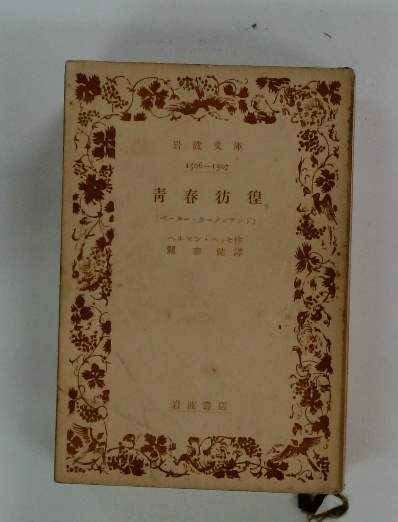 岩波文庫
1506—1507
青春彷徨
（ペーター・カーメンチンド）
ヘルマン・ヘッセ作
關泰祐譯
岩波書店